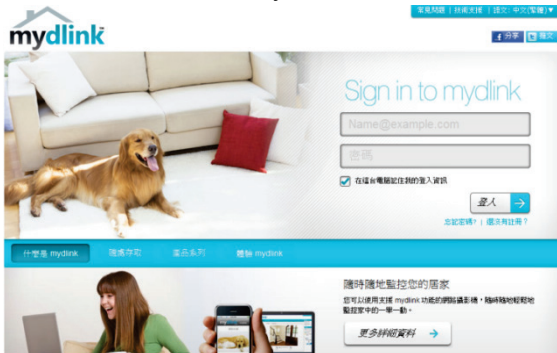 常見問題 | 技術支援 | 語文: 中文(繁體)▼
mydlink
分享
推文
Sign in to mydlink
Name@example.com
密碼
在這台電腦記住我的登入資訊
登入
忘記密碼? | 還沒有註冊?
什麼是 mydlink
隨處存取
產品系列
體驗 mydlink
隨時隨地監控您的居家
您可以使用支援 mydlink 功能的網路攝影機,隨時隨地輕鬆地
監控家中的一舉一動。
更多詳細資料